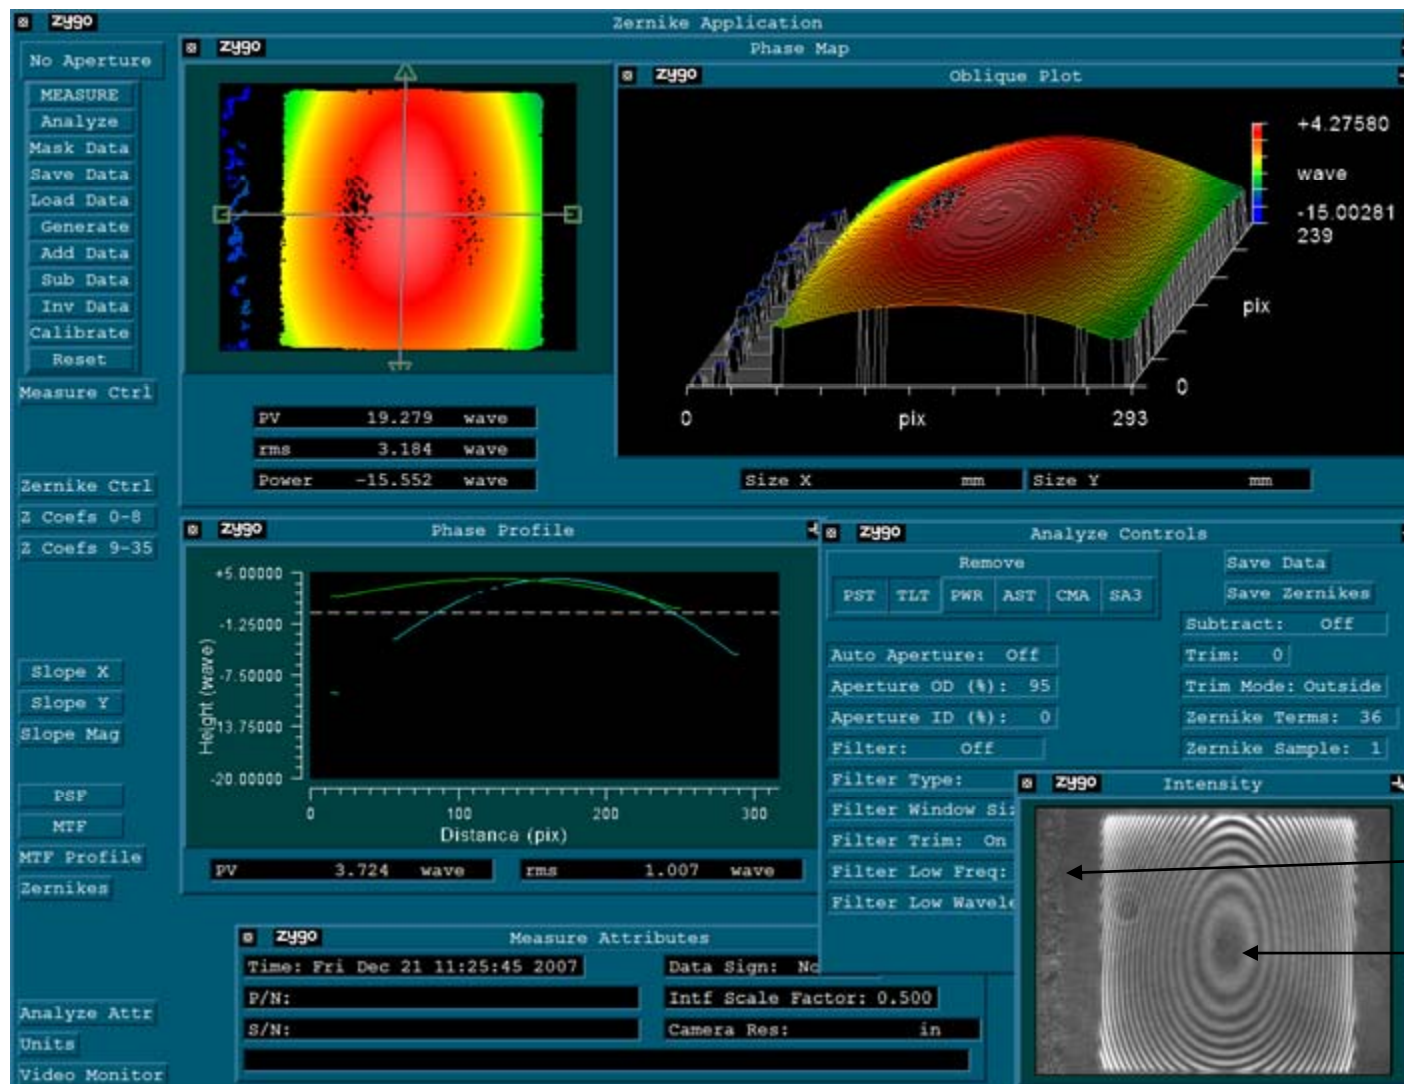 zygo Zernike Application
No Aperture
MEASURE
Analyze
Mask Data
Save Data
Load Data
Generate
Add Data
Sub Data
Inv Data
Calibrate
Reset
Measure Ctrl
Zernike Ctrl
Z Coefs 0-8
Z Coefs 9-35
Slope X
Slope Y
Slope Mag
PSF
MTF
MTF Profile
Zernikes
Analyze Attr
Units
Video Monitor
zygo Phase Map
PV 19.279 wave
rms 3.184 wave
Power -15.552 wave
zygo Oblique Plot
+4.27580
wave
-15.00281
239
pix
0
0 pix 293
Size X mm Size Y mm
zygo Phase Profile
+5.00000
-1.25000
-7.50000
-13.75000
-20.00000
Height (wave)
0 100 200 300
Distance (pix)
PV 3.724 wave rms 1.007 wave
zygo Analyze Controls
Remove
PST TLT PWR AST CMA SA3
Auto Aperture: Off
Aperture OD (%): 95
Aperture ID (%): 0
Filter: Off
Filter Type:
Filter Window Siz
Filter Trim: On
Filter Low Freq:
Filter Low Wavele
Save Data
Save Zernikes
Subtract: Off
Trim: 0
Trim Mode: Outside
Zernike Terms: 36
Zernike Sample: 1
zygo Intensity
zygo Measure Attributes
Time: Fri Dec 21 11:25:45 2007
P/N:
S/N:
Data Sign: No
Intf Scale Factor: 0.500
Camera Res: in